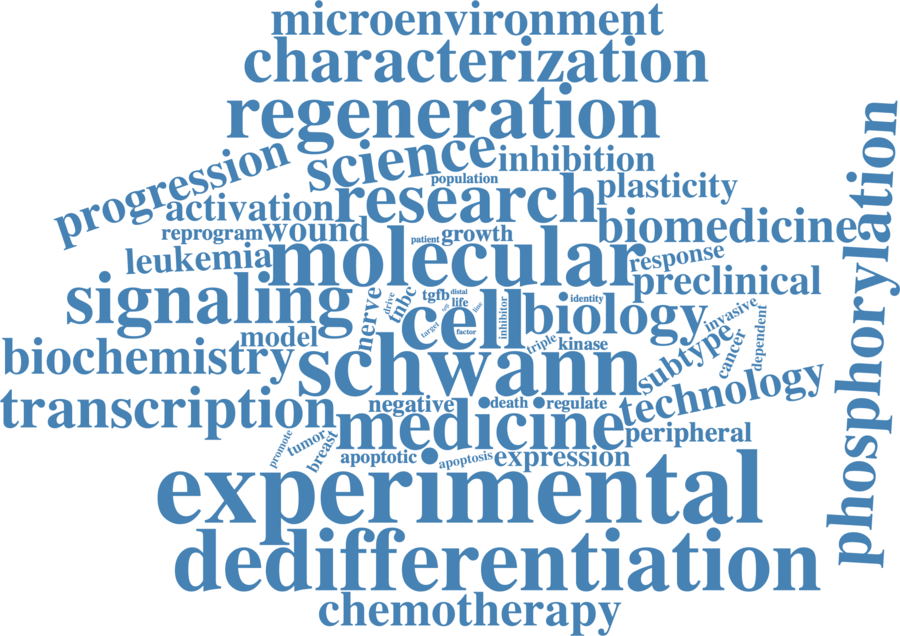 microenvironment
characterization
regeneration
science
inhibition
progression
population
research
plasticity
activation
biomedicine
reprogram
wound
patient
growth
molecular
leukemia
response
preclinical
signaling
nerve
drive
tnbc
tgfb
distal
life
line
target
cell
factor
inhibitor
identity
biology
invasive
phosphorylation
model
biochemistry
schwann
triple
kinase
subtype
cancer
dependent
transcription
negative
death
regulate
technology
medicine
peripheral
promote
tumor
breast
apoptotic
apoptosis
expression
experimental
dedifferentiation
chemotherapy